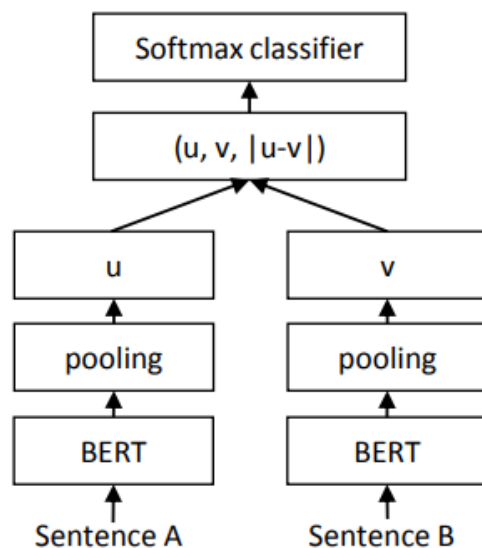 Softmax classifier
(u, v, |u-v|)
u
v
pooling
pooling
BERT
BERT
Sentence A
Sentence B